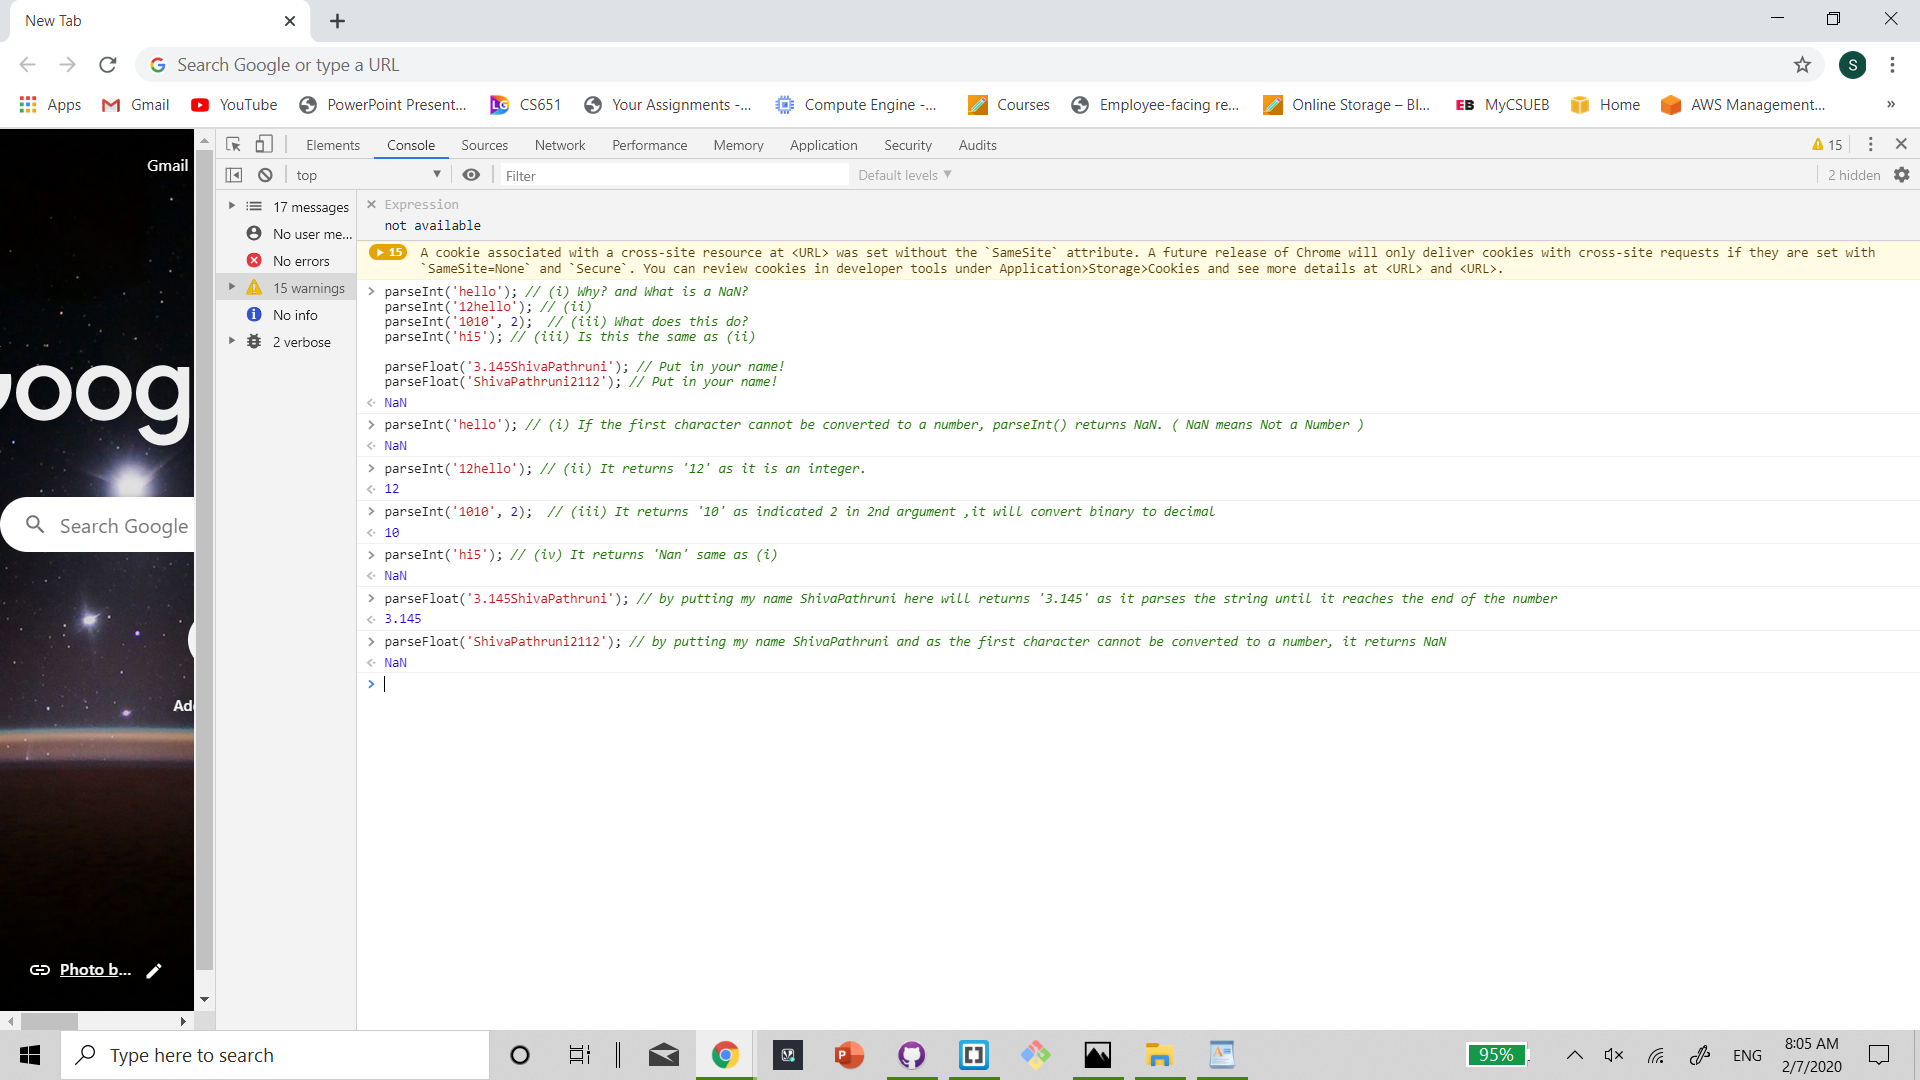 New Tab
Search Google or type a URL
S
Apps Gmail YouTube PowerPoint Present... CS651 Your Assignments -... Compute Engine -... Courses Employee-facing re... Online Storage – Bl... EB MyCSUEB Home AWS Management... »
Gmail
Elements Console Sources Network Performance Memory Application Security Audits 15
top Filter Default levels 2 hidden
17 messages
No user me...
No errors
15 warnings
No info
2 verbose
Expression
not available
15 A cookie associated with a cross-site resource at <URL> was set without the `SameSite` attribute. A future release of Chrome will only deliver cookies with cross-site requests if they are set with
`SameSite=None` and `Secure`. You can review cookies in developer tools under Application>Storage>Cookies and see more details at <URL> and <URL>.
> parseInt('hello'); // (i) Why? and What is a NaN?
parseInt('12hello'); // (ii)
parseInt('1010', 2);  // (iii) What does this do?
parseInt('hi5'); // (iii) Is this the same as (ii)
parseFloat('3.145ShivaPathruni'); // Put in your name!
parseFloat('ShivaPathruni2112'); // Put in your name!
NaN
> parseInt('hello'); // (i) If the first character cannot be converted to a number, parseInt() returns NaN. ( NaN means Not a Number )
NaN
> parseInt('12hello'); // (ii) It returns '12' as it is an integer.
12
> parseInt('1010', 2);  // (iii) It returns '10' as indicated 2 in 2nd argument ,it will convert binary to decimal
10
> parseInt('hi5'); // (iv) It returns 'Nan' same as (i)
NaN
> parseFloat('3.145ShivaPathruni'); // by putting my name ShivaPathruni here will returns '3.145' as it parses the string until it reaches the end of the number
3.145
> parseFloat('ShivaPathruni2112'); // by putting my name ShivaPathruni and as the first character cannot be converted to a number, it returns NaN
NaN
>
oog
Search Google
Ad
Photo b...
Type here to search
95% ENG 8:05 AM
2/7/2020